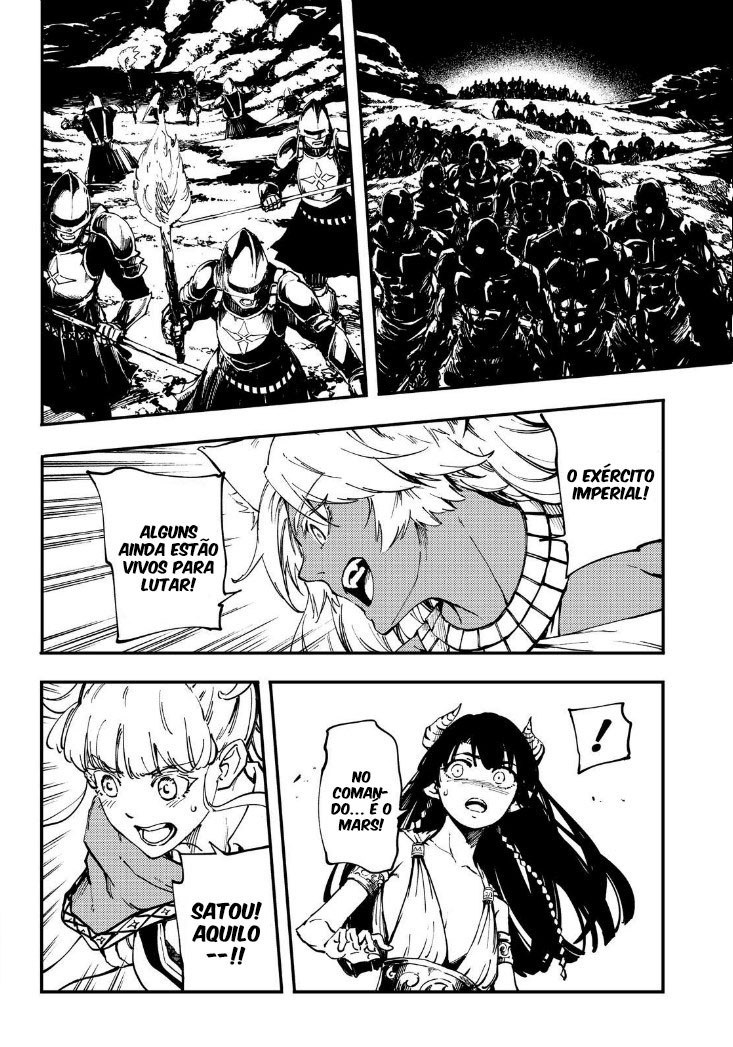 O EXÉRCITO
IMPERIAL!
ALGUNS
AINDA ESTÃO
VIVOS PARA
LUTAR!
!
NO
COMAN-
DO... E O
MARS!
SATOU!
AQUILO
--!!